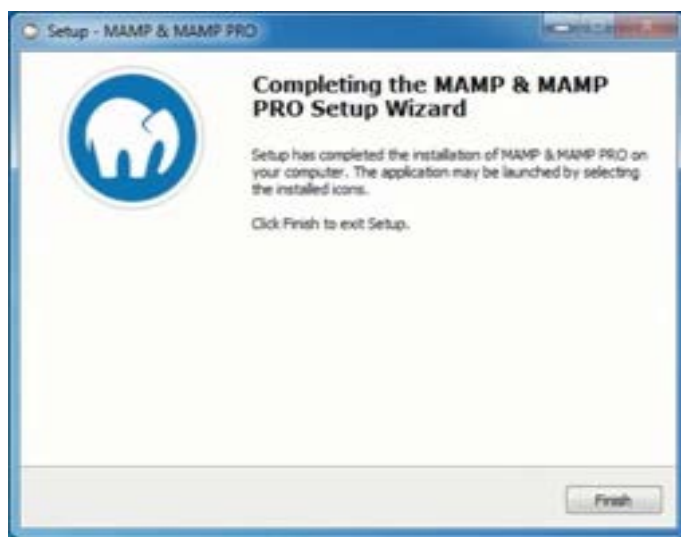 Setup - MAMP & MAMP PRO
Completing the MAMP & MAMP
PRO Setup Wizard
Setup has completed the installation of MAMP & MAMP PRO on
your computer. The application may be launched by selecting
the installed icons.
Click Finish to exit Setup.
Finish